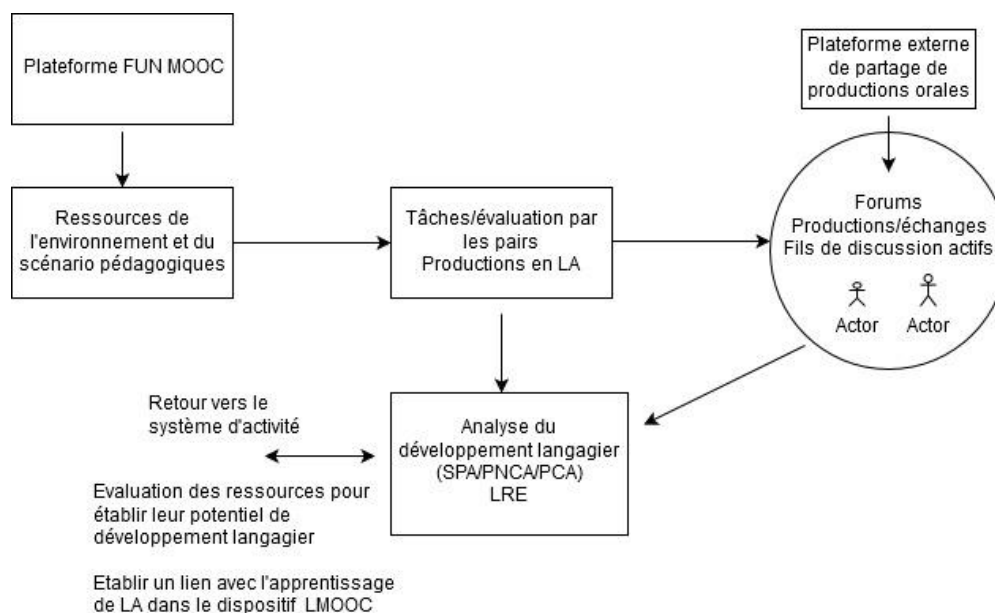 Plateforme FUN MOOC
Plateforme externe
de partage de
productions orales
Ressources de
l'environnement et du
scénario pédagogiques
Tâches/évaluation par
les pairs
Productions en LA
Forums
Productions/échanges
Fils de discussion actifs
Actor
Actor
Analyse du
développement langagier
(SPA/PNCA/PCA)
LRE
Retour vers le
système d'activité
Evaluation des ressources pour
établir leur potentiel de
développement langagier
Etablir un lien avec l'apprentissage
de LA dans le dispositif LMOOC